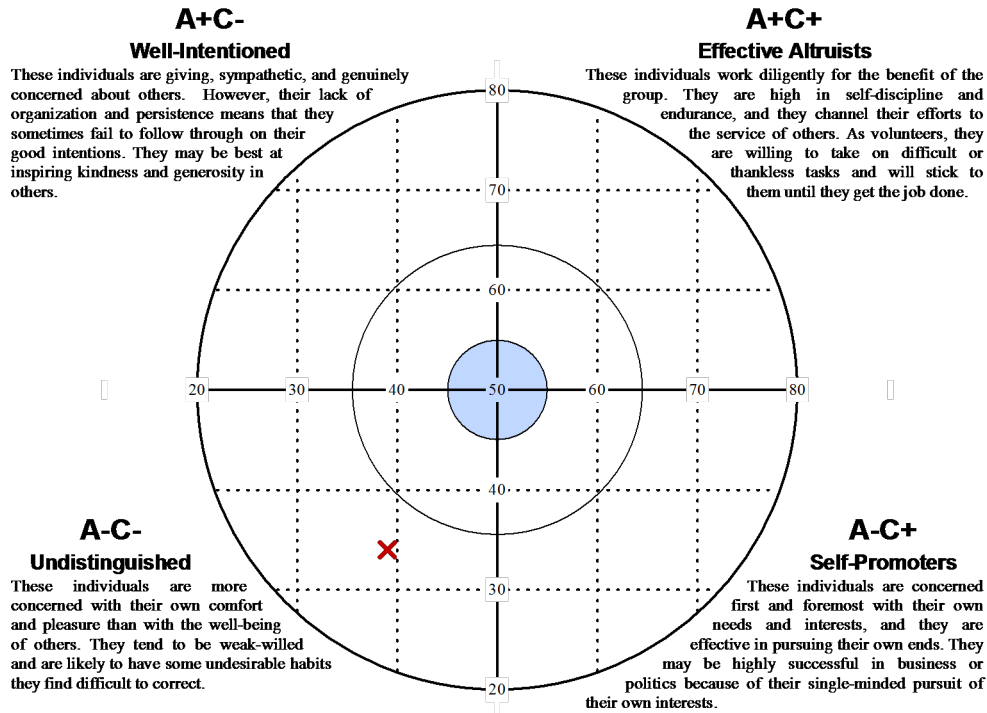 A+C-
Well-Intentioned
These individuals are giving, sympathetic, and genuinely
concerned about others. However, their lack of
organization and persistence means that they
sometimes fail to follow through on their
good intentions. They may be best at
inspiring kindness and generosity in
others.
A+C+
Effective Altruists
These individuals work diligently for the benefit of the
group. They are high in self-discipline and
endurance, and they channel their efforts to
the service of others. As volunteers, they
are willing to take on difficult or
thankless tasks and will stick to
them until they get the job done.
80
70
60
20 30 40 50 60 70 80
40
30
20
A-C-
Undistinguished
These individuals are more
concerned with their own comfort
and pleasure than with the well-being
of others. They tend to be weak-willed
and are likely to have some undesirable habits
they find difficult to correct.
A-C+
Self-Promoters
These individuals are concerned
first and foremost with their own
needs and interests, and they are
effective in pursuing their own ends. They
may be highly successful in business or
politics because of their single-minded pursuit of
their own interests.